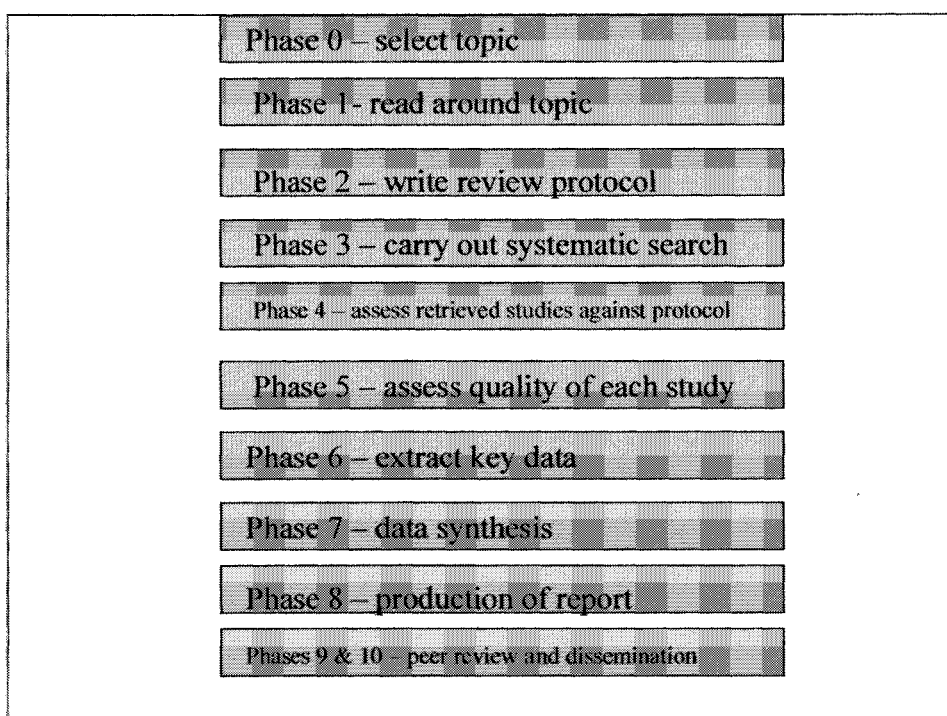 Phase 0 – select topic
Phase 1- read around topic
Phase 2 – write review protocol
Phase 3 – carry out systematic search
Phase 4 – assess retrieved studies against protocol
Phase 5 – assess quality of each study
Phase 6 – extract key data
Phase 7 – data synthesis
Phase 8 – production of report
Phases 9 & 10 – peer review and dissemination